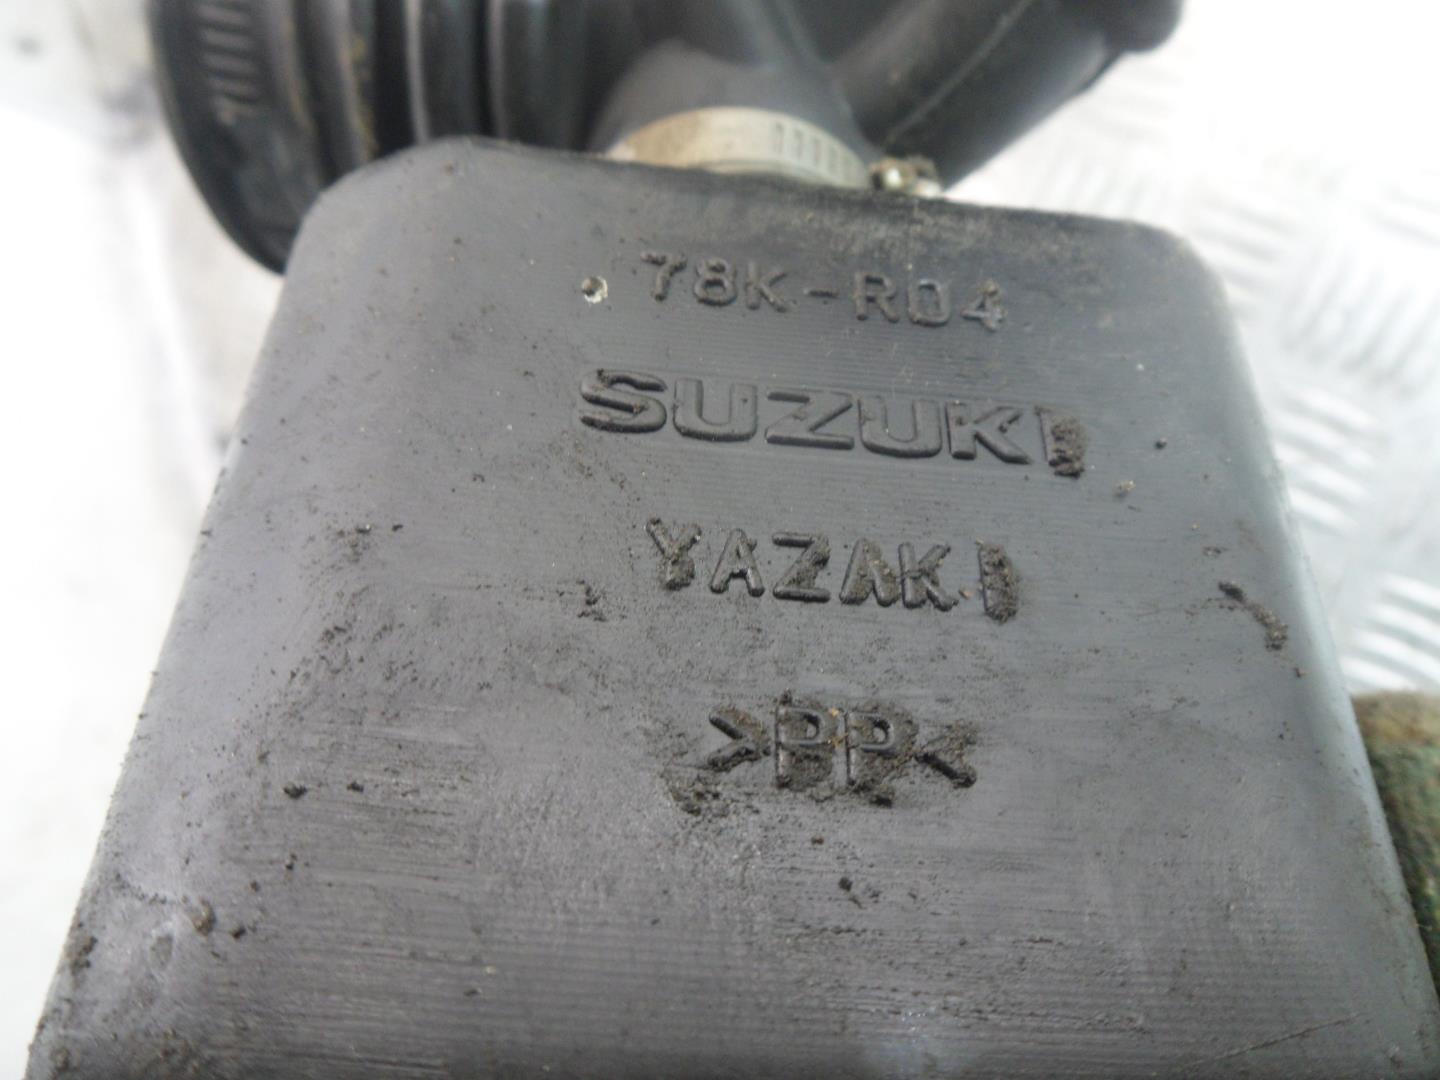 78K-R04
SUZUKI
YAZAKI
>PP<